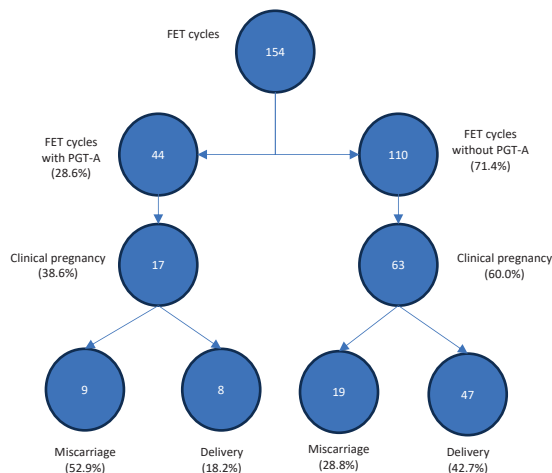 FET cycles
154
FET cycles
with PGT-A
(28.6%)
44
110
FET cycles
without PGT-A
(71.4%)
Clinical pregnancy
(38.6%)
17
63
Clinical pregnancy
(60.0%)
9
8
19
47
Miscarriage
(52.9%)
Delivery
(18.2%)
Miscarriage
(28.8%)
Delivery
(42.7%)